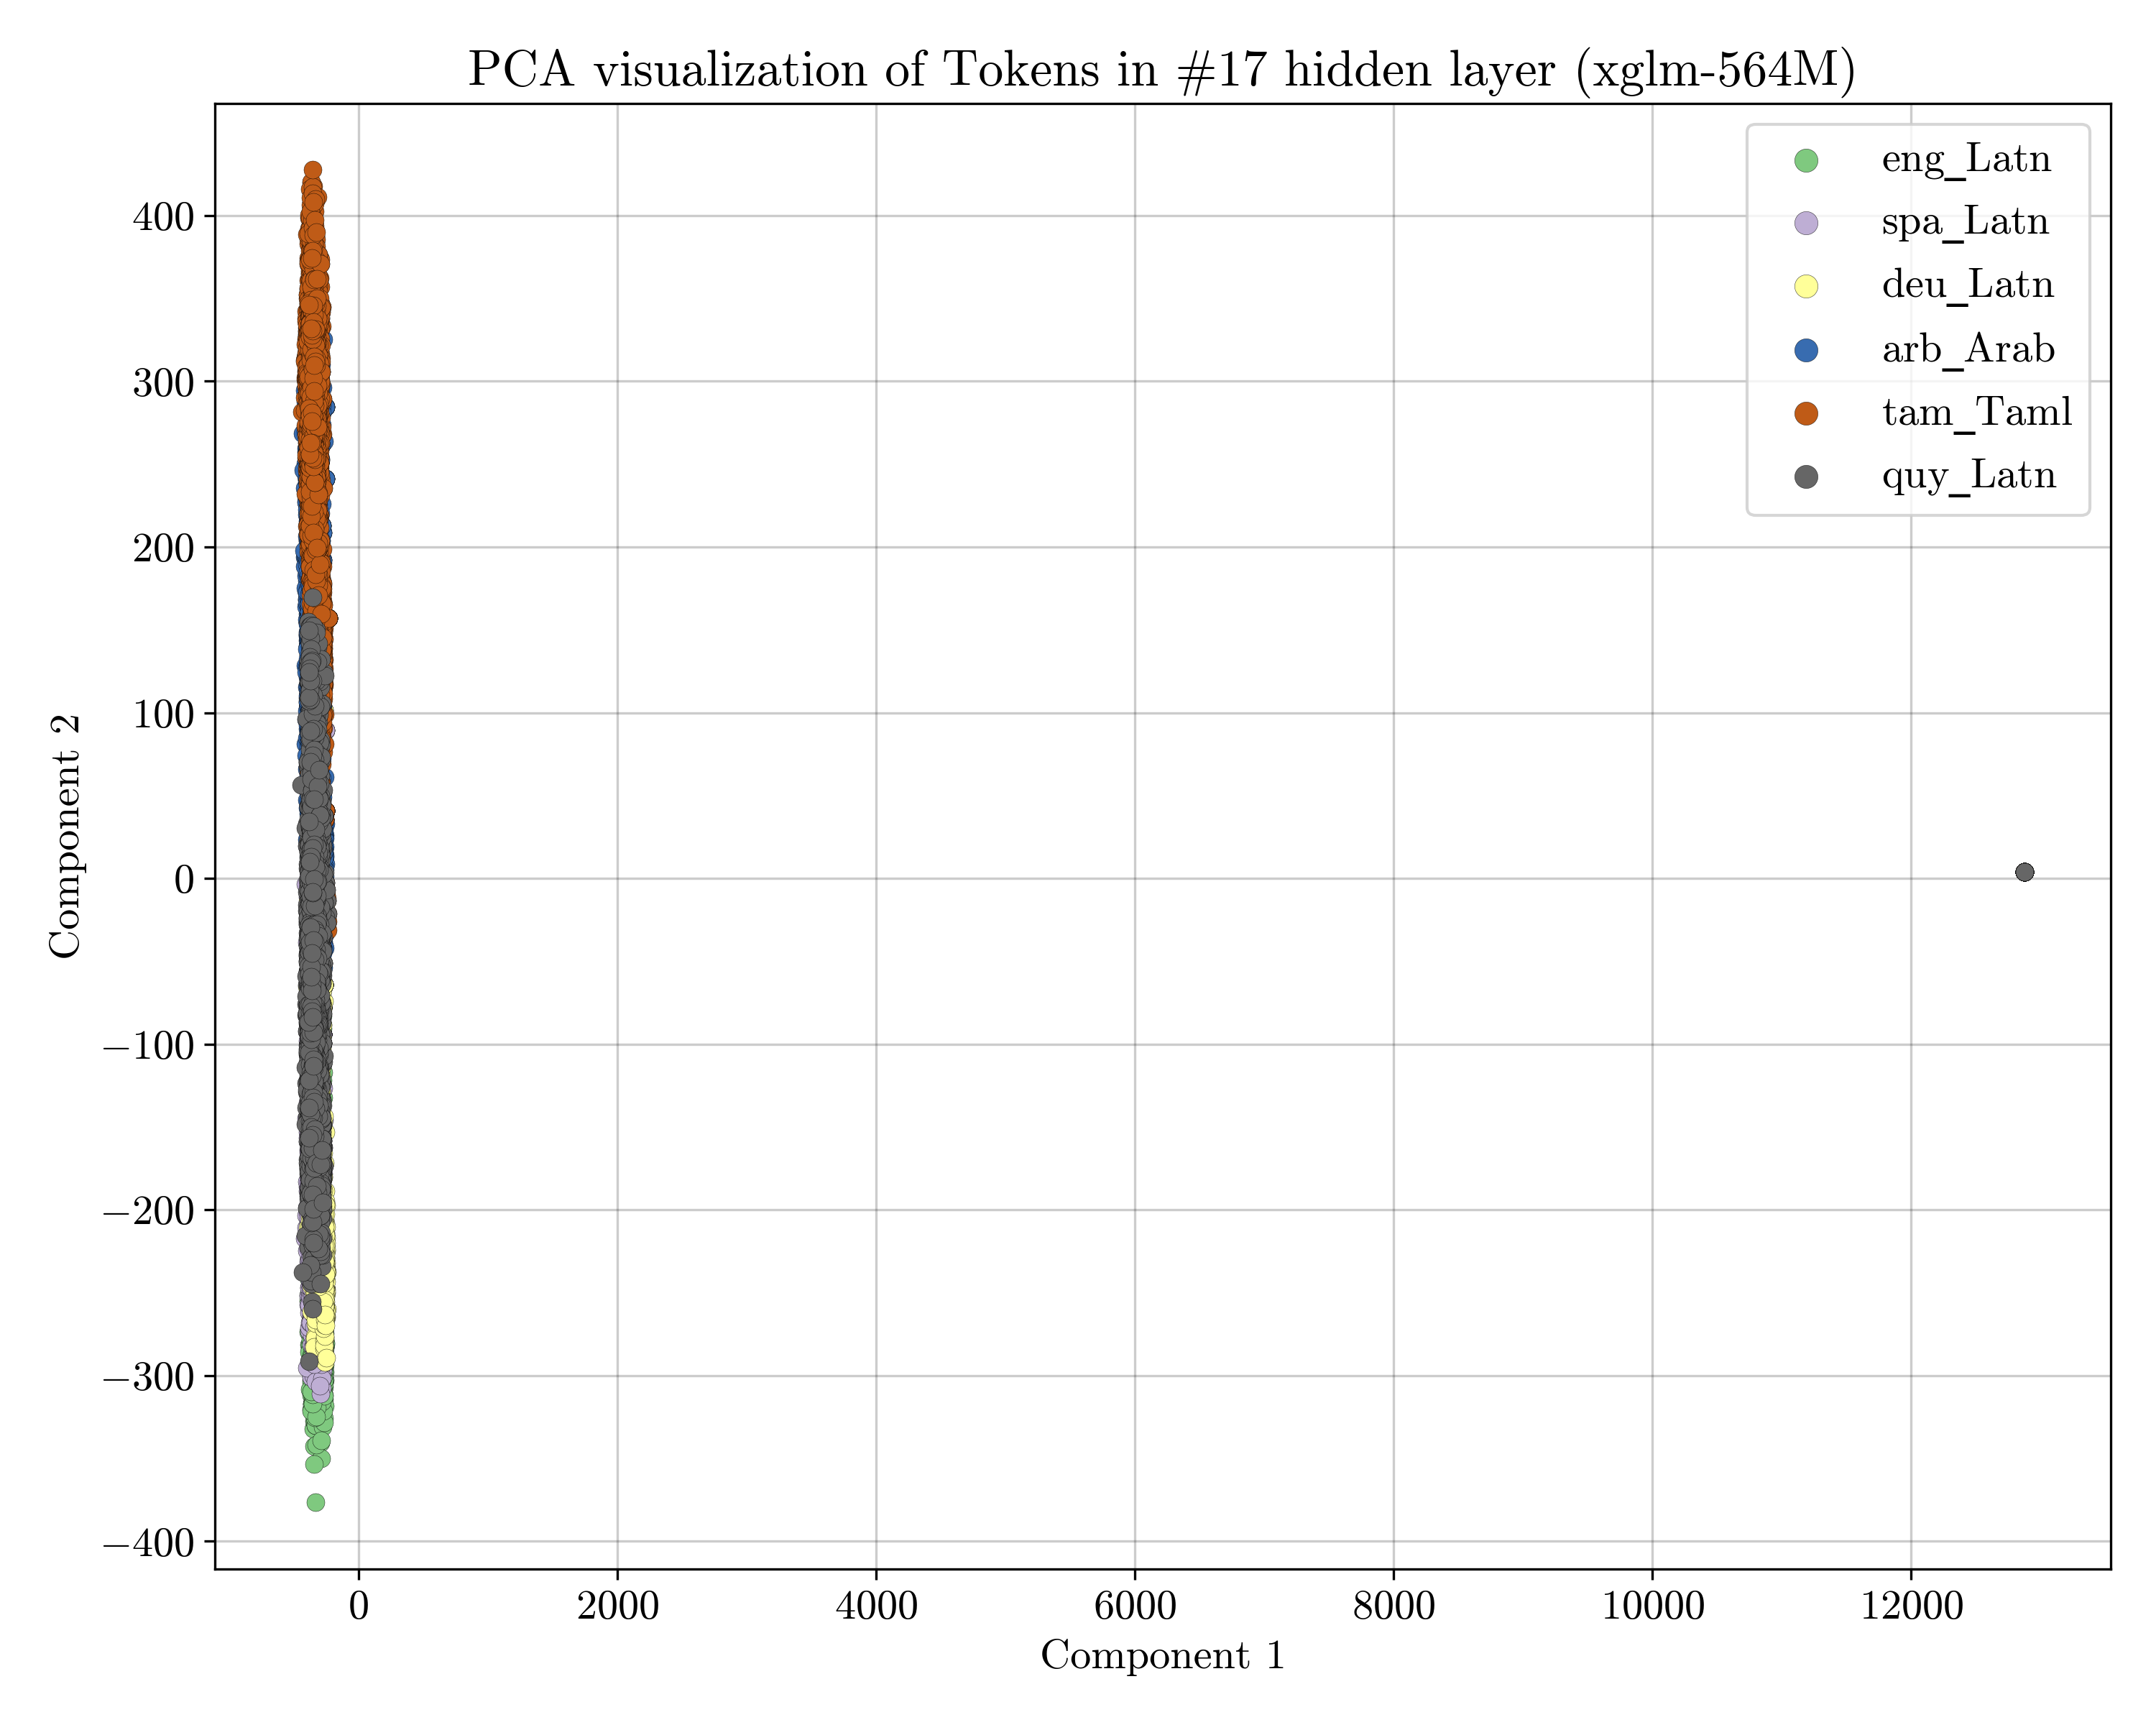 PCA visualization of Tokens in #17 hidden layer (xglm-564M)
eng_Latn
spa_Latn
deu_Latn
arb_Arab
tam_Taml
quy_Latn
Component 2
400
300
200
100
0
−100
−200
−300
−400
0 2000 4000 6000 8000 10000 12000
Component 1